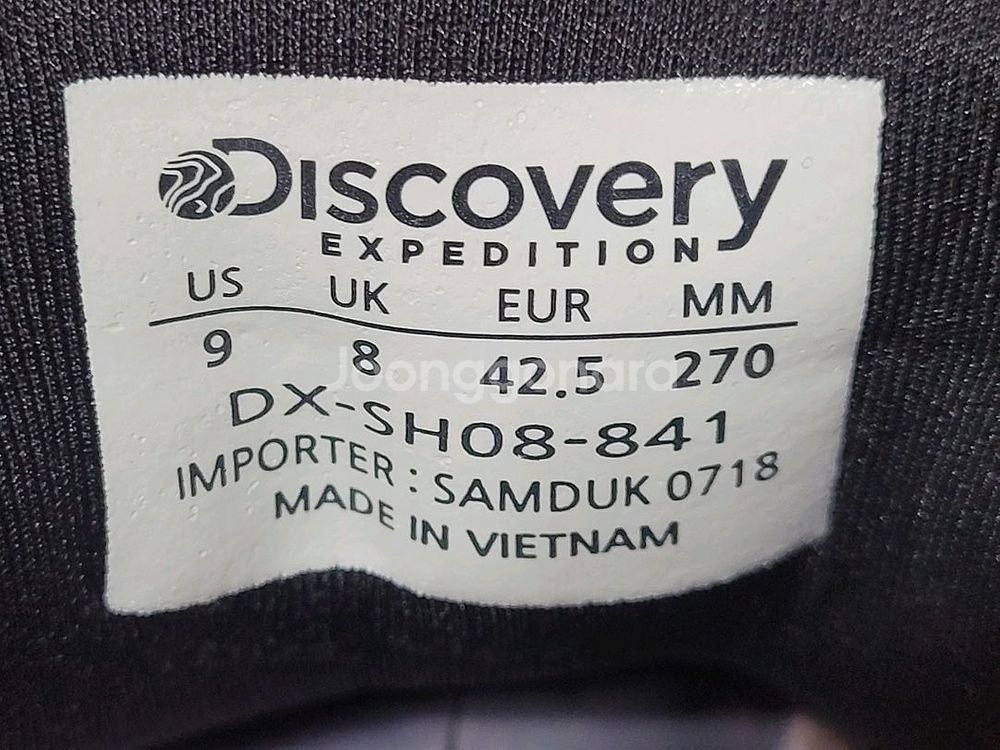 Discovery
EXPEDITION
US UK EUR MM
9 8 42.5 270
Joonggonara
DX-SH08-841
IMPORTER : SAMDUK 0718
MADE IN VIETNAM